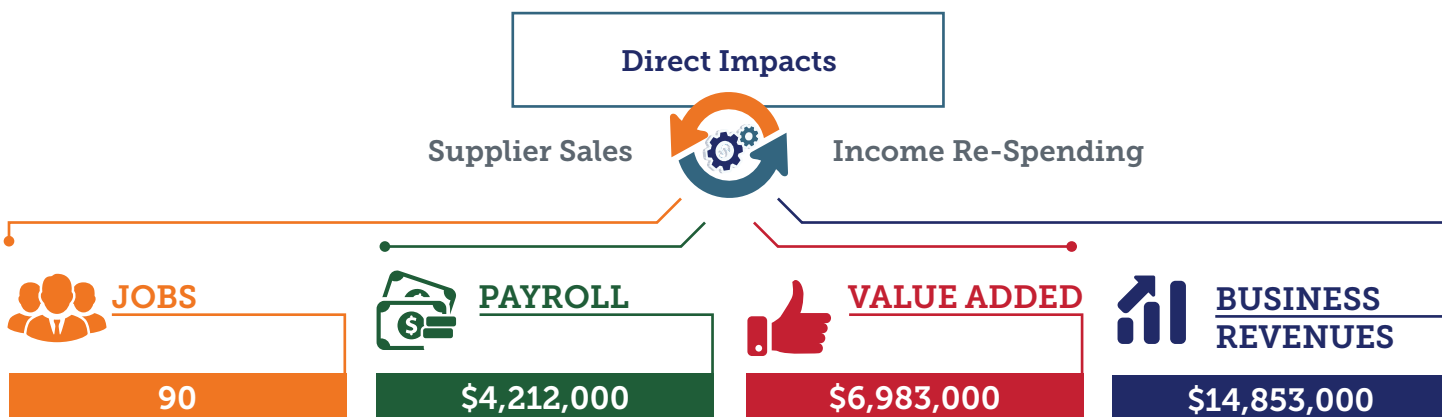 Direct Impacts
Supplier Sales
Income Re-Spending
JOBS
90
PAYROLL
$
$4,212,000
VALUE ADDED
$6,983,000
BUSINESS
REVENUES
$14,853,000